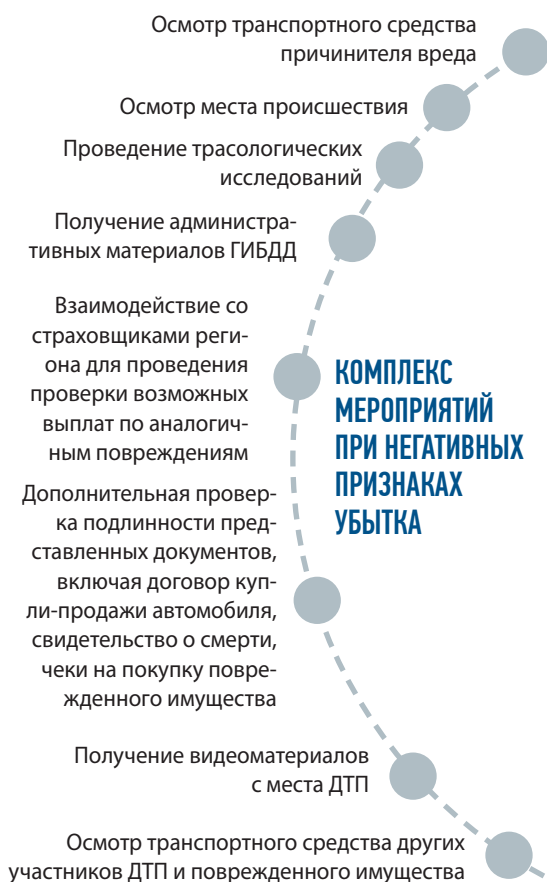 Осмотр транспортного средства
причинителя вреда
Осмотр места происшествия
Проведение трасологических
исследований
Получение администра-
тивных материалов ГИБДД
Взаимодействие со
страховщиками реги-
она для проведения
проверки возможных
выплат по аналогич-
ным повреждениям
КОМПЛЕКС
МЕРОПРИЯТИЙ
ПРИ НЕГАТИВНЫХ
ПРИЗНАКАХ
УБЫТКА
Дополнительная провер-
ка подлинности пред-
ставленных документов,
включая договор куп-
ли-продажи автомобиля,
свидетельство о смерти,
чеки на покупку повре-
жденного имущества
Получение видеоматериалов
с места ДТП
Осмотр транспортного средства других
участников ДТП и поврежденного имущества